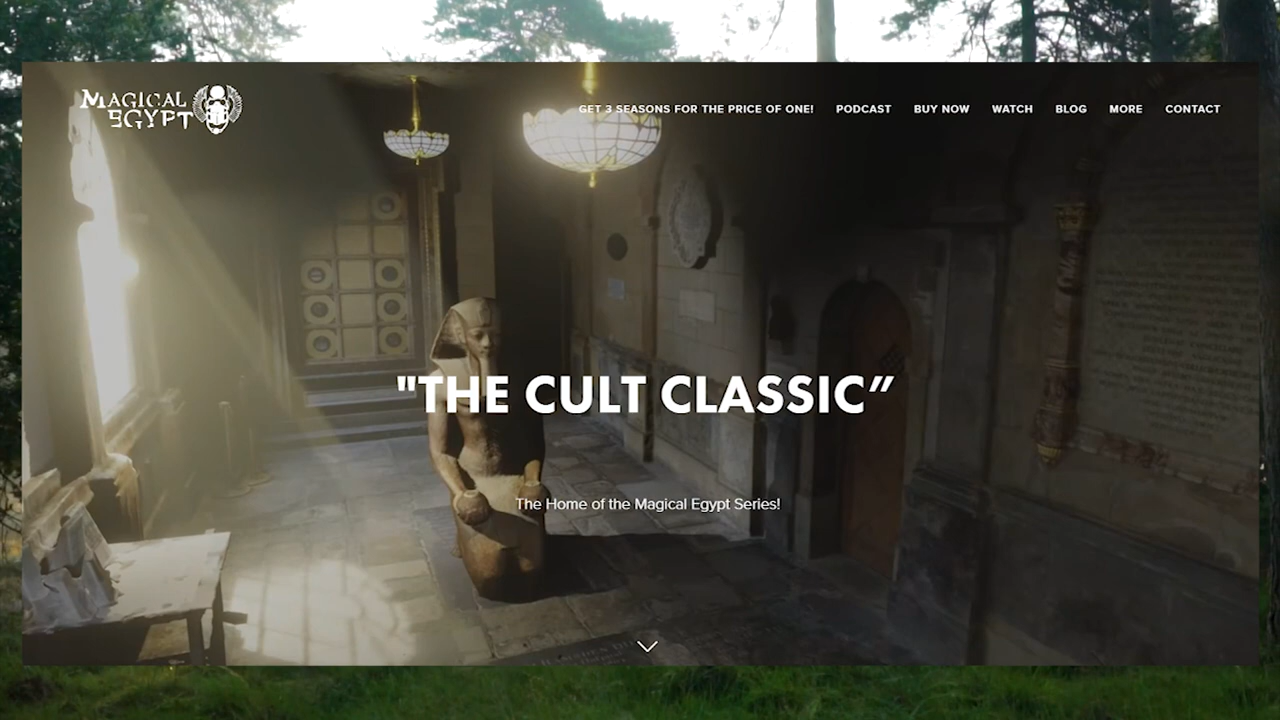 MAGICAL
EGYPT
GET 3 SEASONS FOR THE PRICE OF ONE! PODCAST BUY NOW WATCH BLOG MORE CONTACT
"THE CULT CLASSIC”
The Home of the Magical Egypt Series!